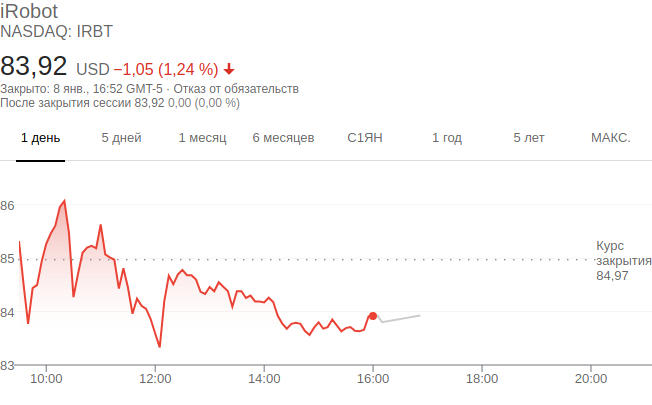 iRobot
NASDAQ: IRBT
83,92 USD −1,05 (1,24 %)
Закрыто: 8 янв., 16:52 GMT-5 · Отказ от обязательств
После закрытия сессии 83,92 0,00 (0,00 %)
1 день 5 дней 1 месяц 6 месяцев С1ЯН 1 год 5 лет МАКС.
86
85
84
83
Курс
закрытия
84,97
10:00 12:00 14:00 16:00 18:00 20:00